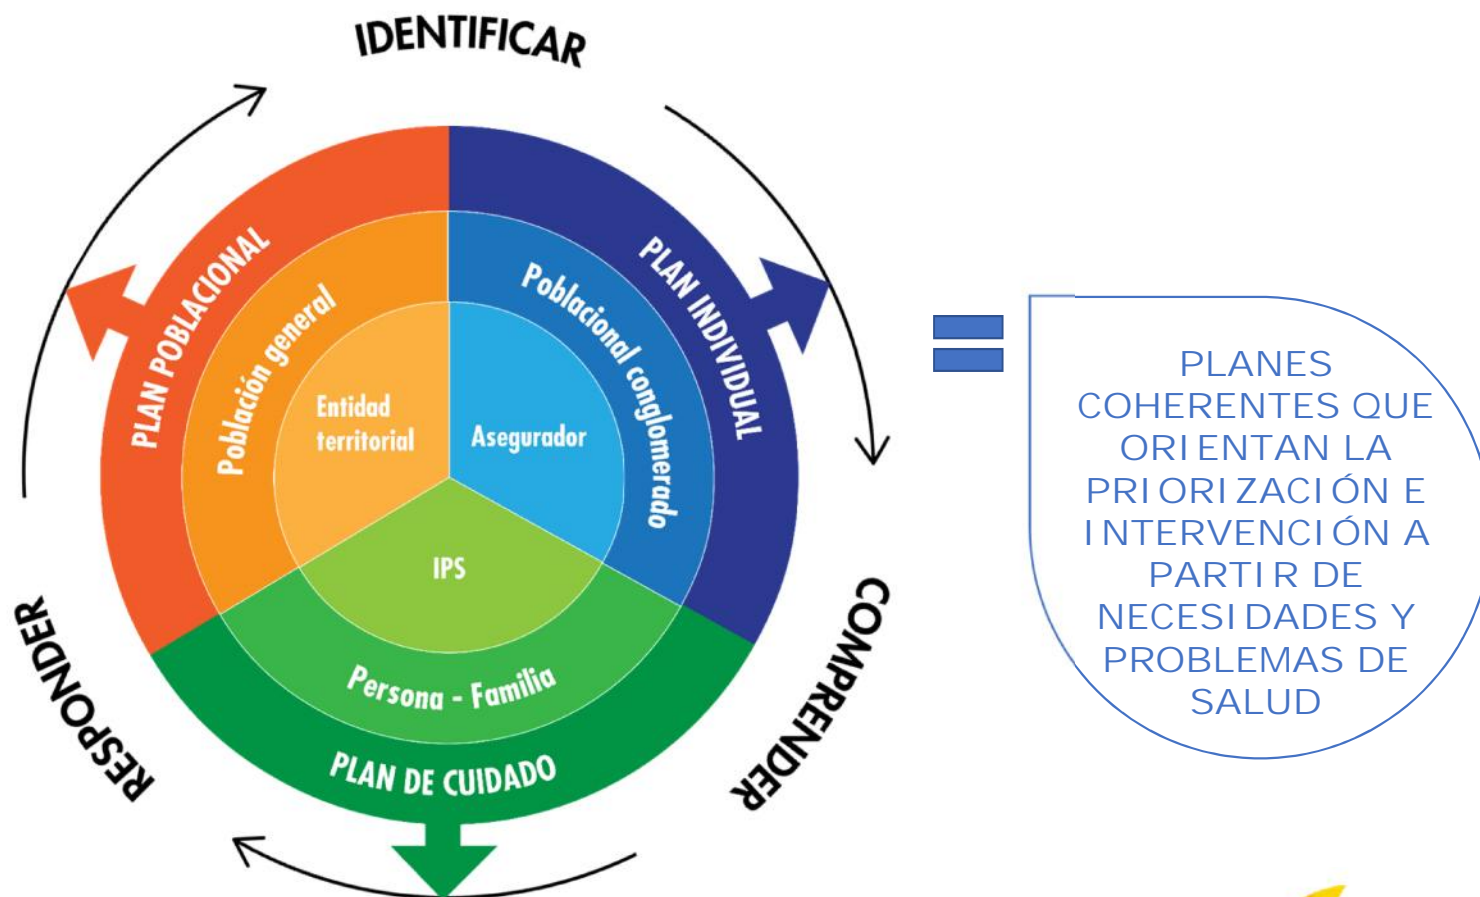 IDENTIFICAR
PLAN POBLACIONAL
Población general
Entidad
territorial
PLAN INDIVIDUAL
Poblacional conglomerado
Asegurador
IPS
Persona - Familia
PLAN DE CUIDADO
COMPRENDER
RESPONDER
PLANES
COHERENTES QUE
ORIENTAN LA
PRIORIZACIÓN E
INTERVENCIÓN A
PARTIR DE
NECESIDADES Y
PROBLEMAS DE
SALUD